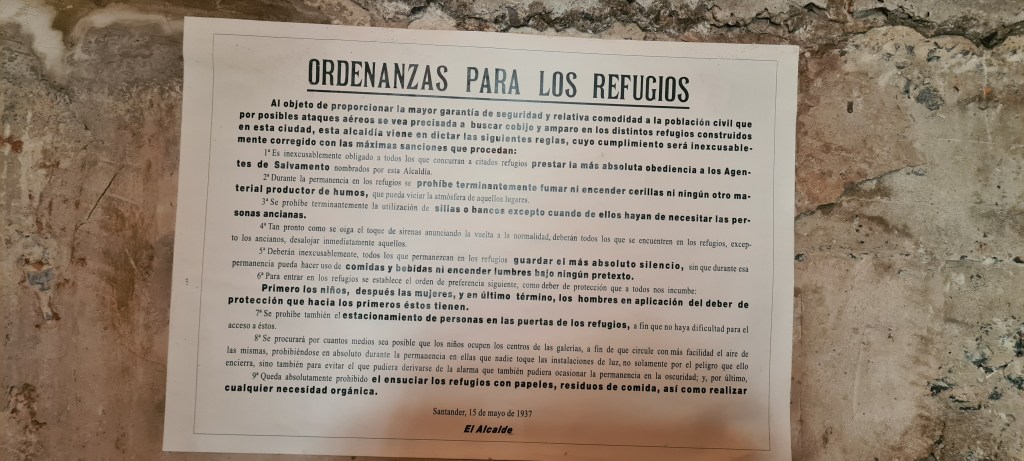 ORDENANZAS PARA LOS REFUGIOS
Al objeto de proporcionar la mayor garantía de seguridad y relativa comodidad a la población civil que
por posibles ataques aéreos se vea precisada a buscar cobijo y amparo en los distintos refugios construidos
en esta ciudad, esta alcaldía viene en dictar las siguientes reglas, cuyo cumplimiento será inexcusable-
mente corregido con las máximas sanciones que procedan:
1ª Es inexcusablemente obligado a todos los que concurran a citados refugios prestar la más absoluta obediencia a los Agen-
tes de Salvamento nombrados por esta Alcaldía.
2ª Durante la permanencia en los refugios se prohíbe terminantemente fumar ni encender cerillas ni ningún otro ma-
terial productor de humos, que pueda viciar la atmósfera de aquellos lugares.
3ª Se prohíbe terminantemente la utilización de sillas o bancos excepto cuando de ellos hayan de necesitar las per-
sonas ancianas.
4ª Tan pronto como se oiga el toque de sirenas anunciando la vuelta a la normalidad, deberán todos los que se encuentren en los refugios, excep-
to los ancianos, desalojar inmediatamente aquellos.
5ª Deberán inexcusablemente, todos los que permanezcan en los refugios guardar el más absoluto silencio, sin que durante esa
permanencia pueda hacer uso de comidas y bebidas ni encender lumbres bajo ningún pretexto.
6ª Para entrar en los refugios se establece el orden de preferencia siguiente, como deber de protección que a todos nos incumbe:
Primero los niños, después las mujeres, y en último término, los hombres en aplicación del deber de
protección que hacia los primeros éstos tienen.
7ª Se prohibe también el estacionamiento de personas en las puertas de los refugios, a fin que no haya dificultad para el
acceso a éstos.
8ª Se procurará por cuantos medios sea posible que los niños ocupen los centros de las galerías, a fin de que circule con más facilidad el aire de
las mismas, prohibiéndose en absoluto durante la permanencia en ellas que nadie toque las instalaciones de luz, no solamente por el peligro que ello
encierra, sino también para evitar el que pudiera derivarse de la alarma que también pudiera ocasionar la permanencia en la oscuridad; y, por último,
9ª Queda absolutamente prohibido el ensuciar los refugios con papeles, residuos de comida, así como realizar
cualquier necesidad orgánica.
Santander, 15 de mayo de 1937
El Alcalde